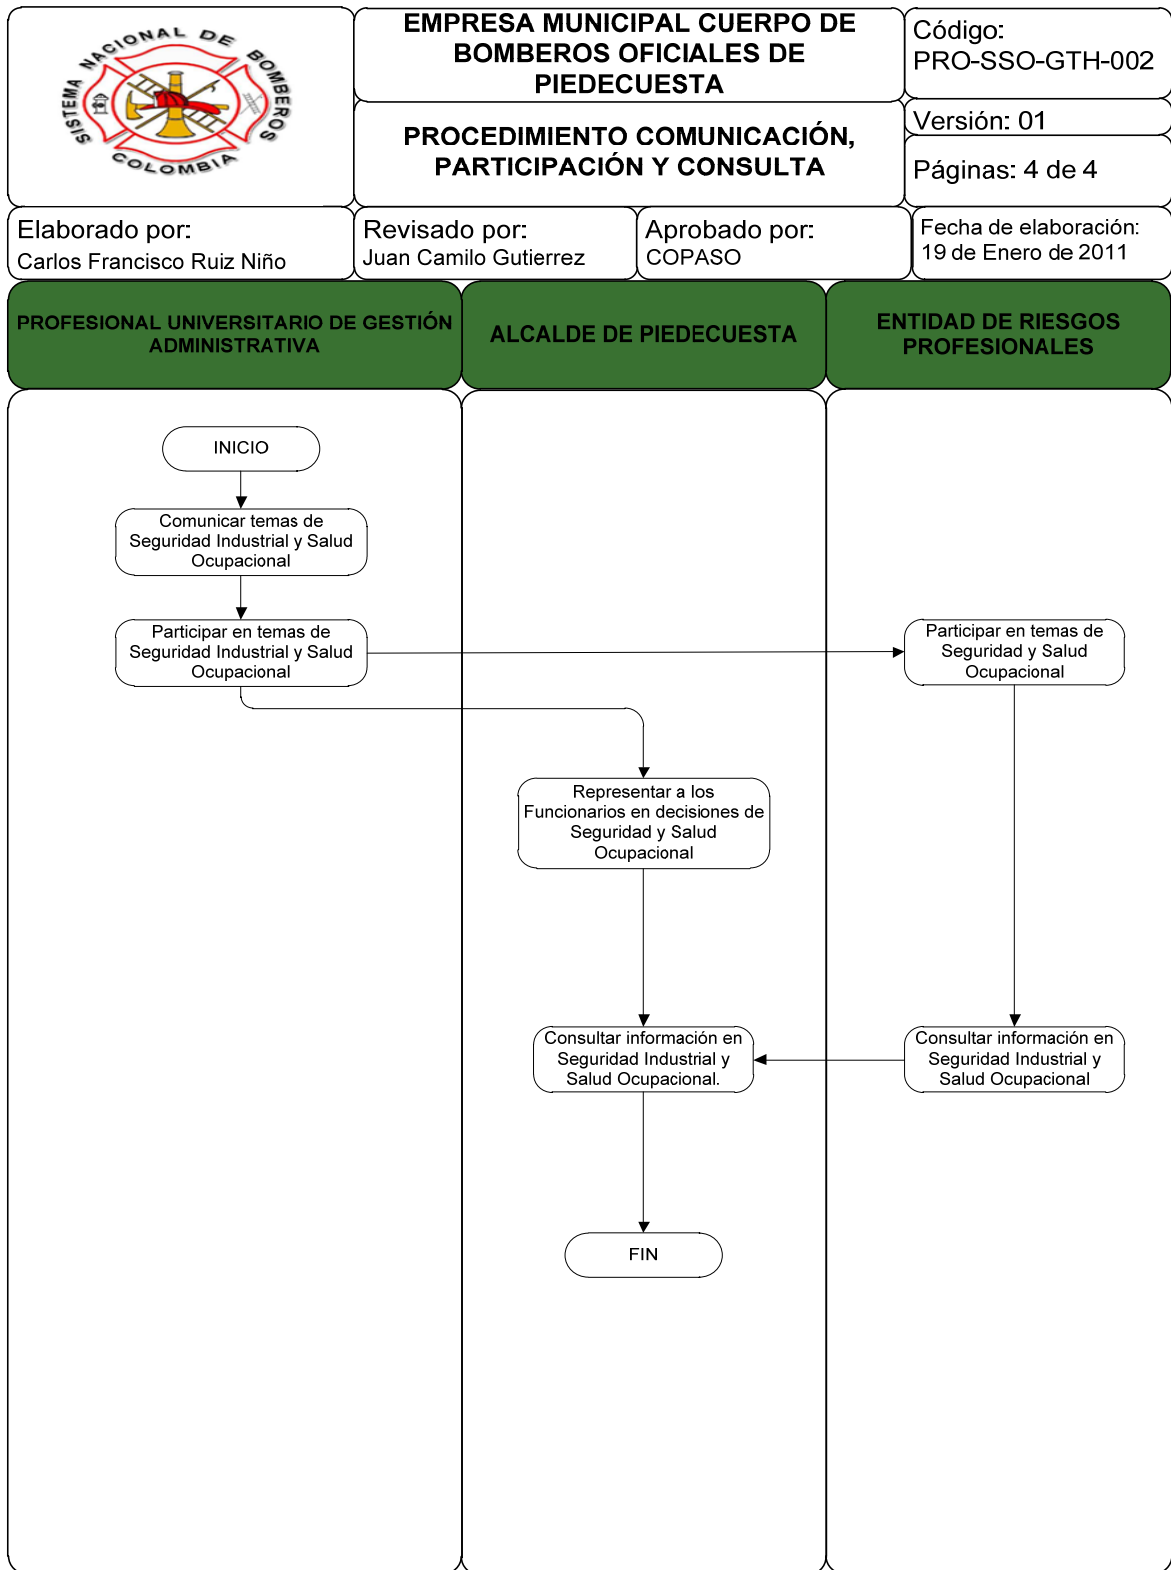 SISTEMA NACIONAL DE BOMBEROS
COLOMBIA
EMPRESA MUNICIPAL CUERPO DE
BOMBEROS OFICIALES DE
PIEDECUESTA
PROCEDIMIENTO COMUNICACIÓN,
PARTICIPACIÓN Y CONSULTA
Código:
PRO-SSO-GTH-002
Versión: 01
Páginas: 4 de 4
Elaborado por:
Carlos Francisco Ruiz Niño
Revisado por:
Juan Camilo Gutierrez
Aprobado por:
COPASO
Fecha de elaboración:
19 de Enero de 2011
PROFESIONAL UNIVERSITARIO DE GESTIÓN
ADMINISTRATIVA
ALCALDE DE PIEDECUESTA
ENTIDAD DE RIESGOS
PROFESIONALES
INICIO
Comunicar temas de
Seguridad Industrial y Salud
Ocupacional
Participar en temas de
Seguridad Industrial y Salud
Ocupacional
Participar en temas de
Seguridad y Salud
Ocupacional
Representar a los
Funcionarios en decisiones de
Seguridad y Salud
Ocupacional
Consultar información en
Seguridad Industrial y
Salud Ocupacional.
Consultar información en
Seguridad Industrial y
Salud Ocupacional
FIN